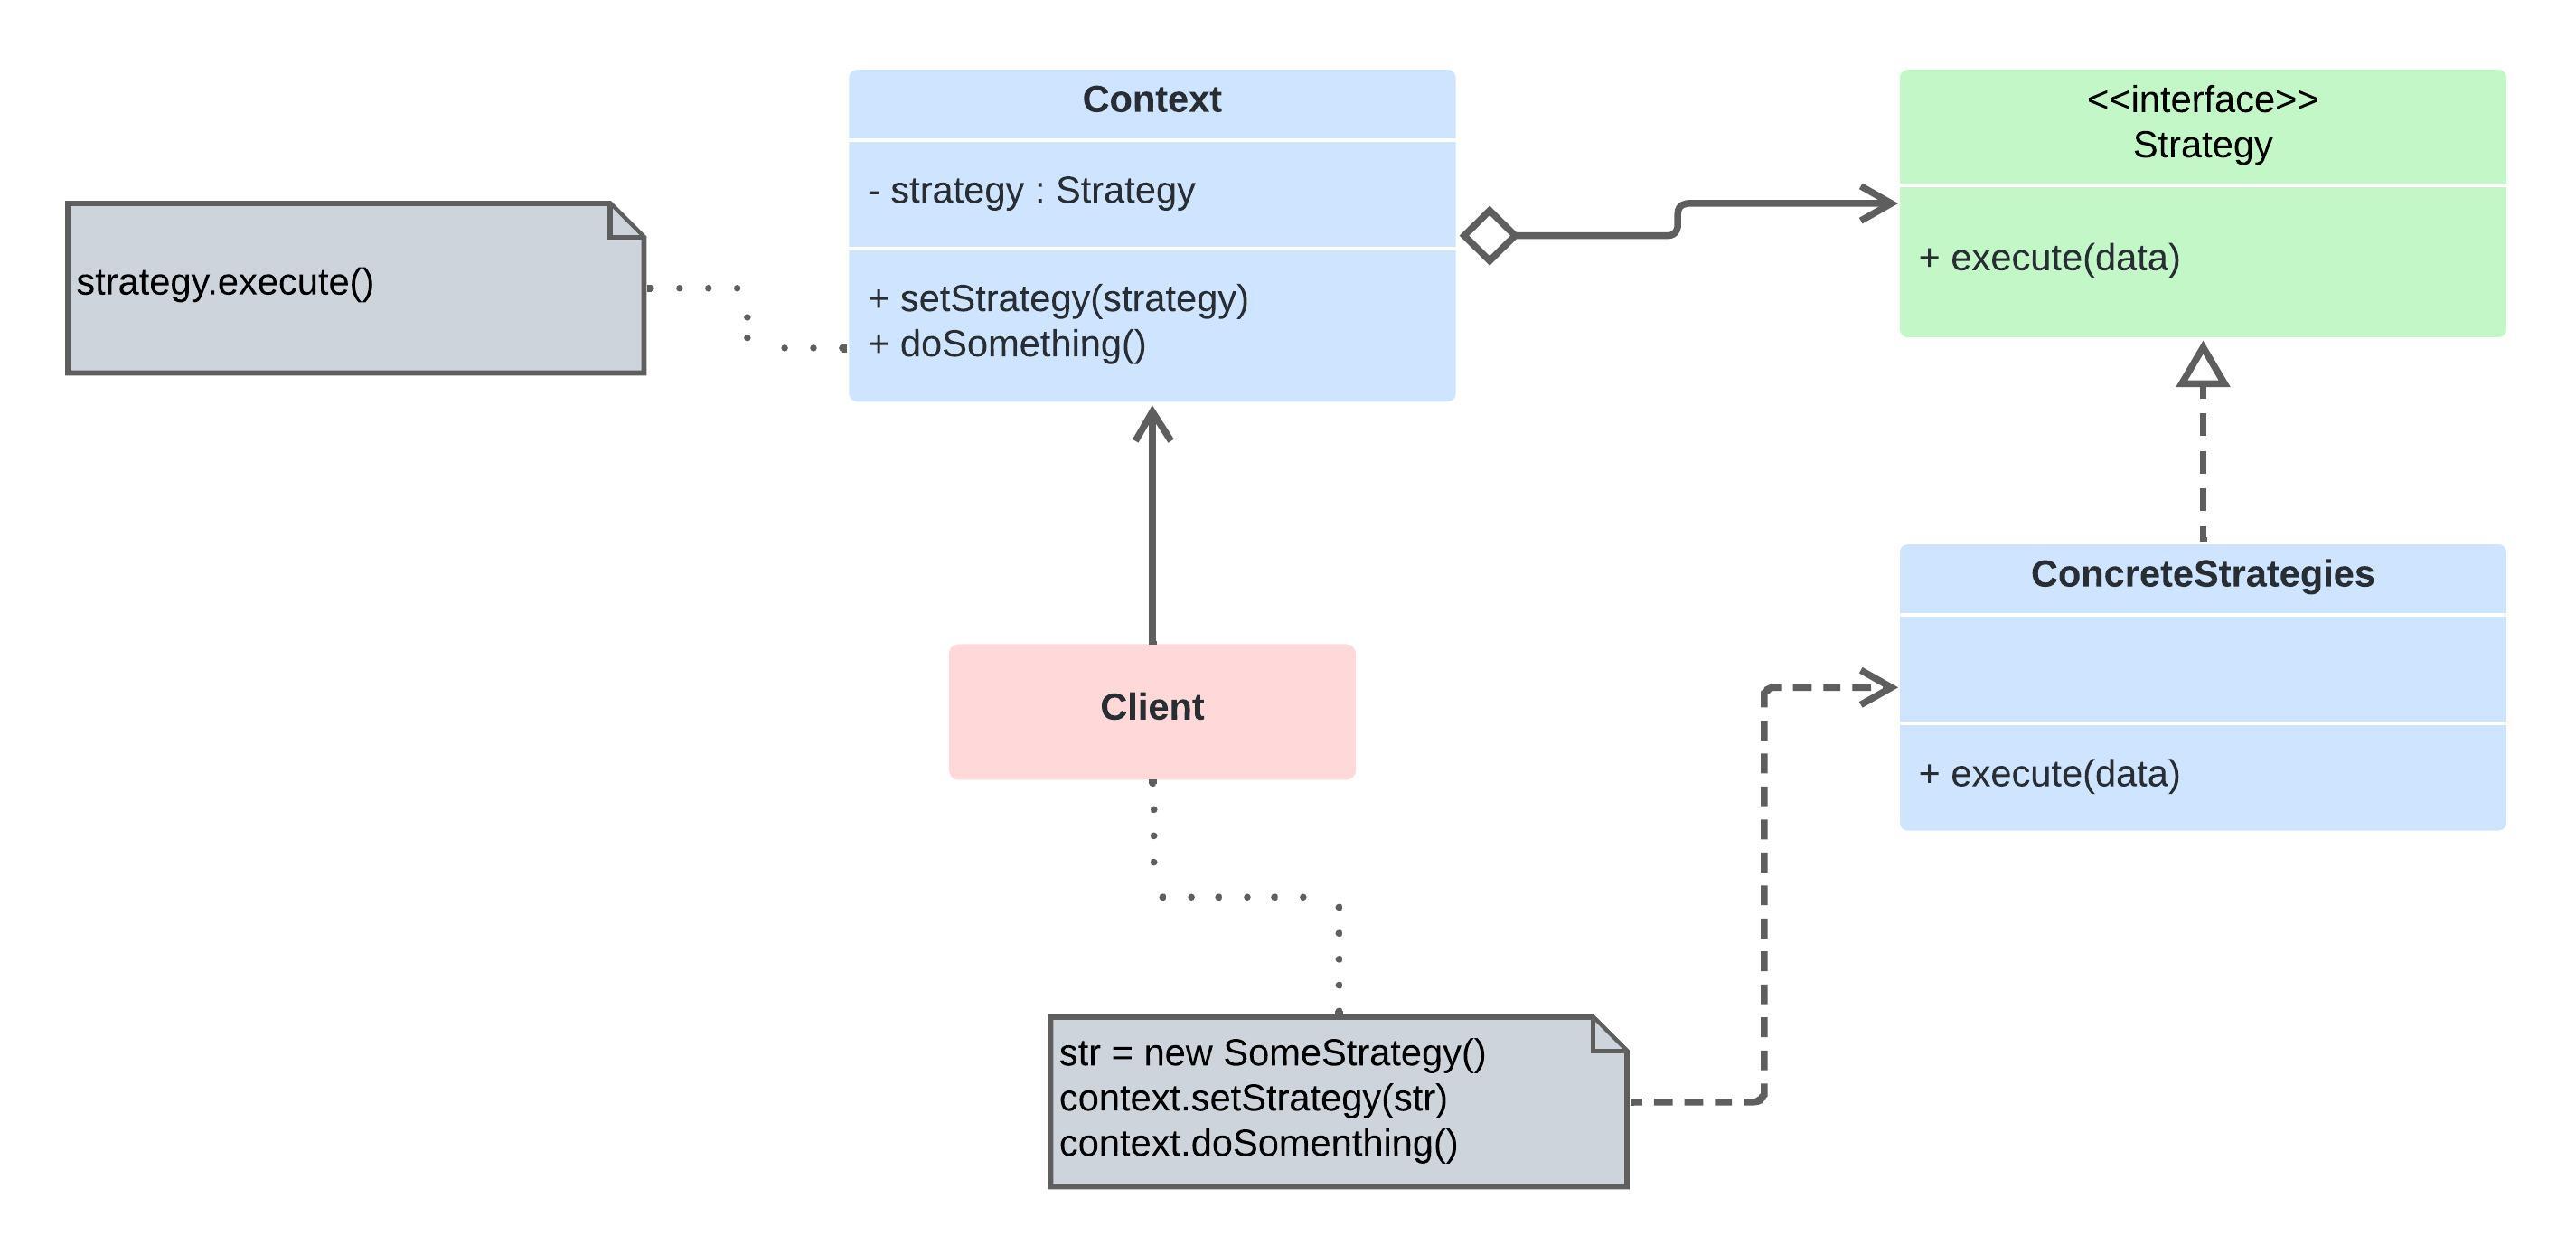 Context
- strategy : Strategy
+ setStrategy(strategy)
+ doSomething()
<<interface>>
Strategy
+ execute(data)
strategy.execute()
ConcreteStrategies
+ execute(data)
Client
str = new SomeStrategy()
context.setStrategy(str)
context.doSomenthing()